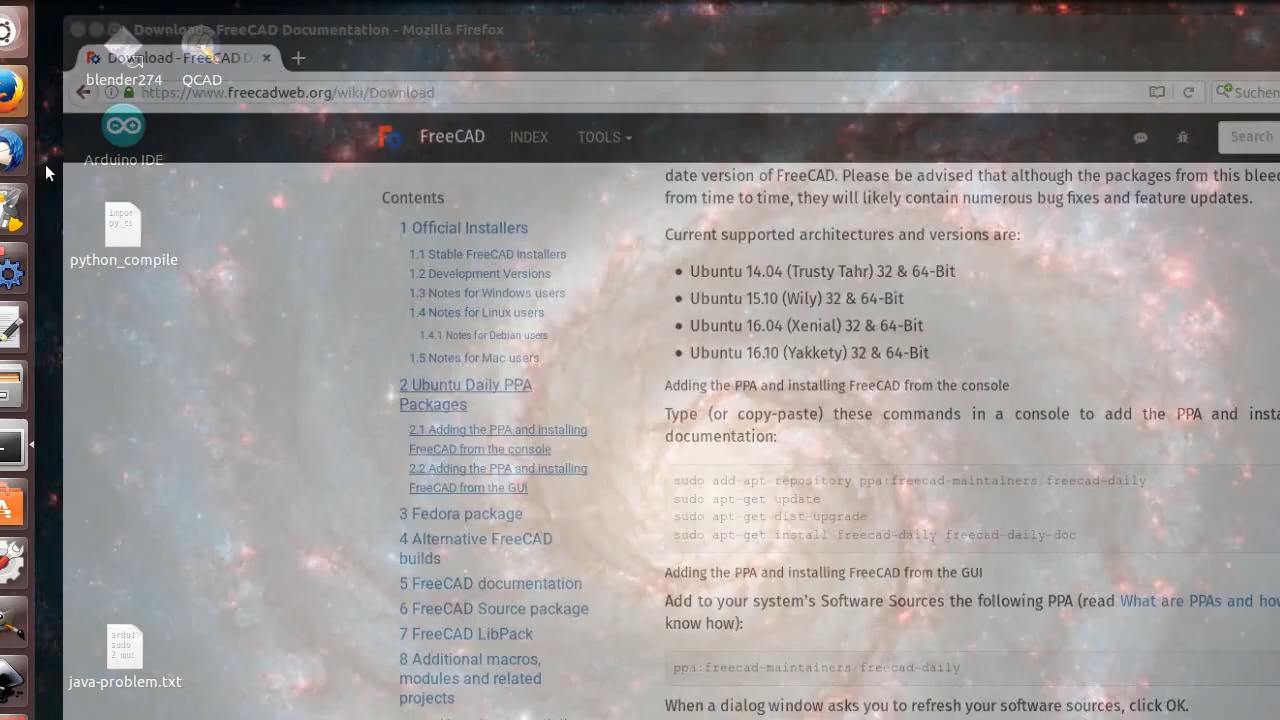 Download - FreeCAD Documentation - Mozilla Firefox
Download - FreeCAD D
https://www.freecadweb.org/wiki/Download
Suchen
blender274
QCAD
Arduino IDE
impor
py_co
python_compile
ardui
sudo
java-problem.txt
FreeCAD
INDEX
TOOLS
Search
Contents
1 Official Installers
1.1 Stable FreeCAD Installers
1.2 Development Versions
1.3 Notes for Windows users
1.4 Notes for Linux users
1.4.1 Notes for Debian users
1.5 Notes for Mac users
2 Ubuntu Daily PPA
Packages
2.1 Adding the PPA and installing
FreeCAD from the console
2.2 Adding the PPA and installing
FreeCAD from the GUI
3 Fedora package
4 Alternative FreeCAD
builds
5 FreeCAD documentation
6 FreeCAD Source package
7 FreeCAD LibPack
8 Additional macros,
modules and related
projects
date version of FreeCAD. Please be advised that although the packages from this bleed
from time to time, they will likely contain numerous bug fixes and feature updates.
Current supported architectures and versions are:
Ubuntu 14.04 (Trusty Tahr) 32 & 64-Bit
Ubuntu 15.10 (Wily) 32 & 64-Bit
Ubuntu 16.04 (Xenial) 32 & 64-Bit
Ubuntu 16.10 (Yakkety) 32 & 64-Bit
Adding the PPA and installing FreeCAD from the console
Type (or copy-paste) these commands in a console to add the PPA and insta
documentation:
sudo add-apt-repository ppa:freecad-maintainers/freecad-daily
sudo apt-get update
sudo apt-get dist-upgrade
sudo apt-get install freecad-daily freecad-daily-doc
Adding the PPA and installing FreeCAD from the GUI
Add to your system's Software Sources the following PPA (read What are PPAs and how
know how):
ppa:freecad-maintainers/freecad-daily
When a dialog window asks you to refresh your software sources, click OK.